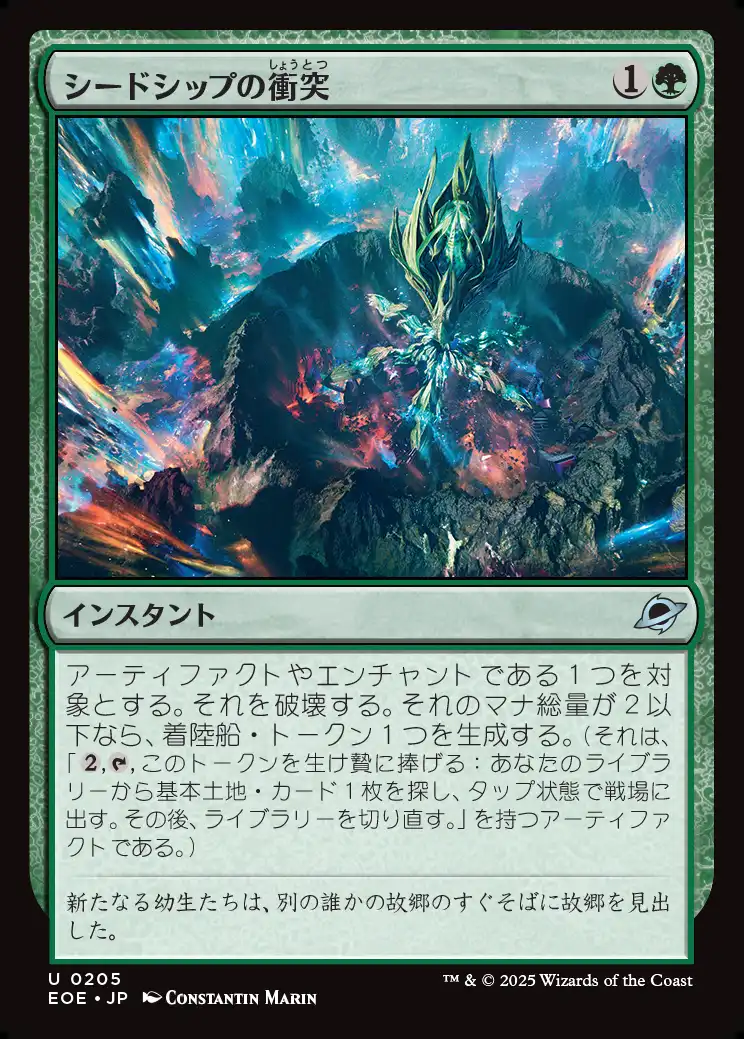 しょうとつ
シードシップの衝突 1
インスタント
アーティファクトやエンチャントである1つを対
象とする。それを破壊する。それのマナ総量が2以
下なら、着陸船・トークン1つを生成する。(それは、
「2,,このトークンを生け贄に捧げる:あなたのライブラ
リーから基本土地・カード1枚を探し、タップ状態で戦場に
出す。その後、ライブラリーを切り直す。」を持つアーティファ
クトである。)
新たなる幼生たちは、別の誰かの故郷のすぐそばに故郷を見出
した。
U 0205
EOE • JP CONSTANTIN MARIN
™ & © 2025 Wizards of the Coast